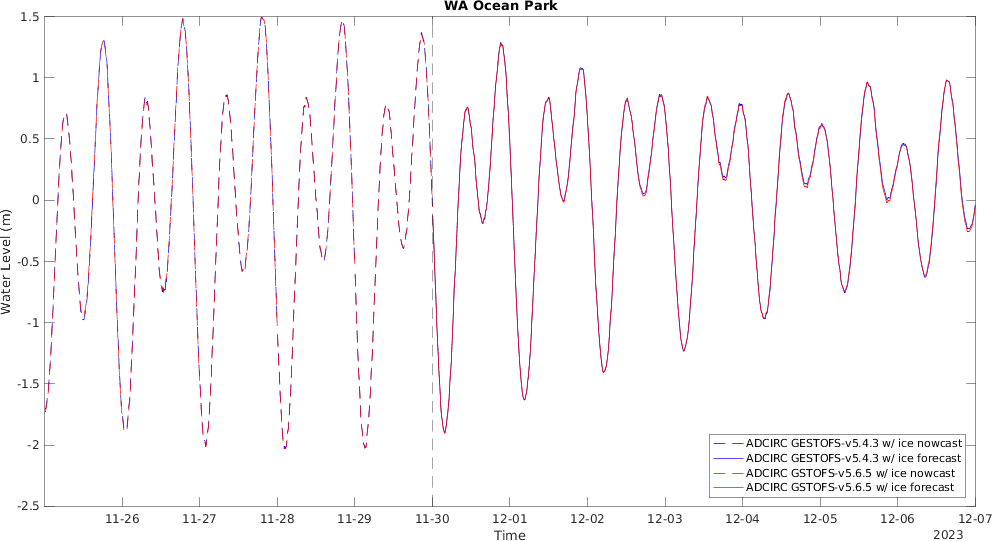 WA Ocean Park
1.5
1
0.5
0
-0.5
-1
-1.5
-2
-2.5
Water Level (m)
11-26 11-27 11-28 11-29 11-30 12-01 12-02 12-03 12-04 12-05 12-06 12-07
Time
2023
ADCIRC GESTOFS-v5.4.3 w/ ice nowcast
ADCIRC GESTOFS-v5.4.3 w/ ice forecast
ADCIRC GSTOFS-v5.6.5 w/ ice nowcast
ADCIRC GSTOFS-v5.6.5 w/ ice forecast